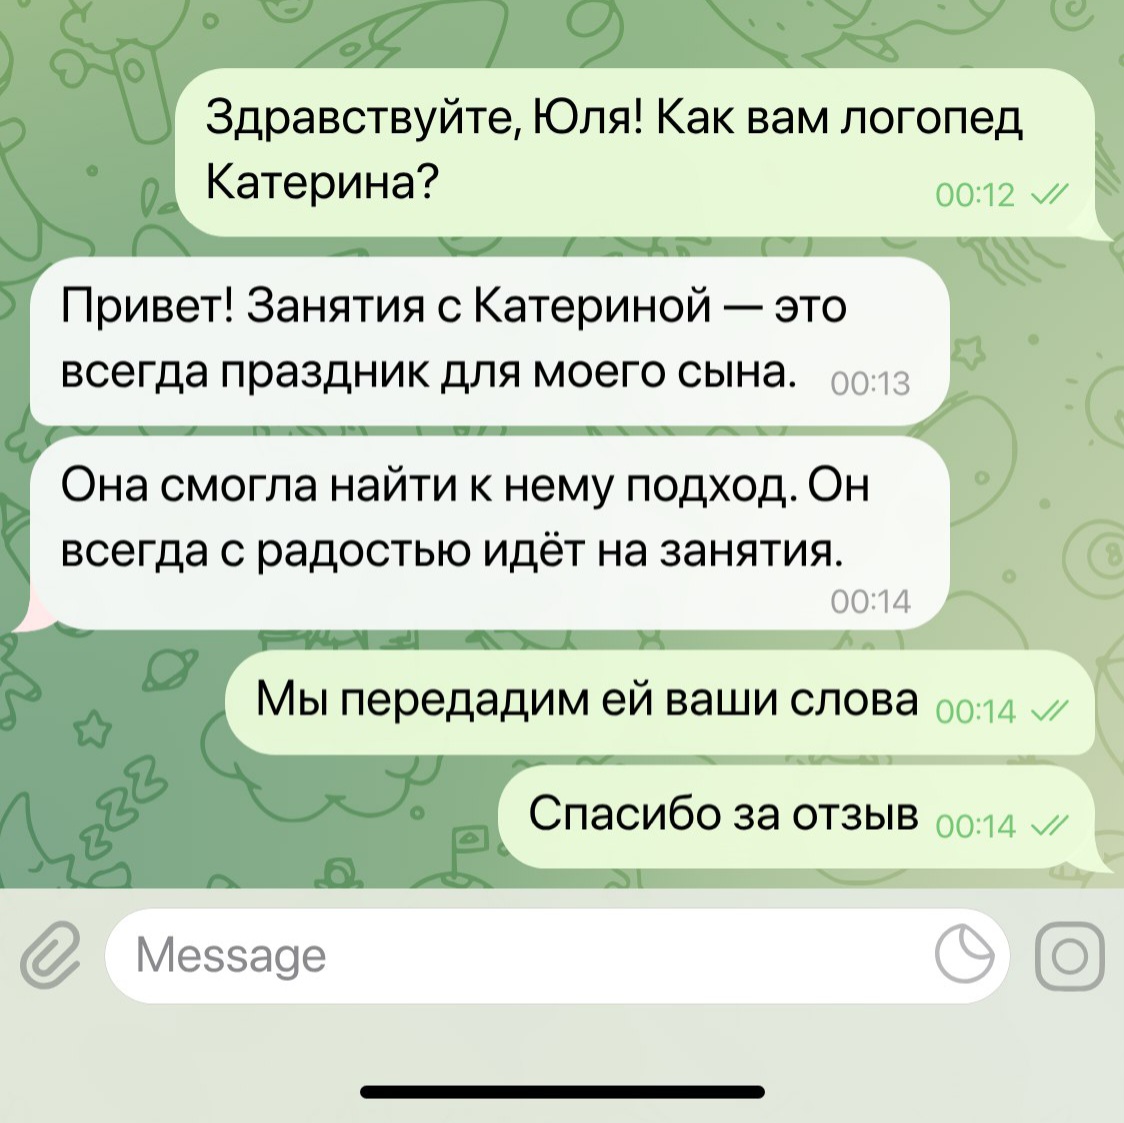 Здравствуйте, Юля! Как вам логопед
Катерина?
00:12
Привет! Занятия с Катериной — это
всегда праздник для моего сына.
00:13
Она смогла найти к нему подход. Он
всегда с радостью идёт на занятия.
00:14
Мы передадим ей ваши слова
00:14
Спасибо за отзыв
00:14
Message